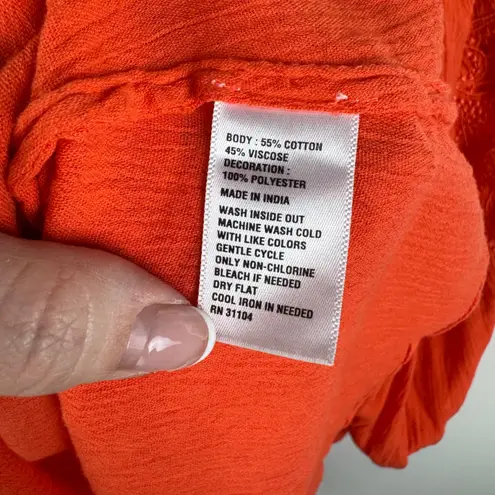 BODY : 55% COTTON
45% VISCOSE
DECORATION :
100% POLYESTER
MADE IN INDIA
WASH INSIDE OUT
MACHINE WASH COLD
WITH LIKE COLORS
GENTLE CYCLE
ONLY NON-CHLORINE
BLEACH IF NEEDED
DRY FLAT
COOL IRON IN NEEDED
RN 31104